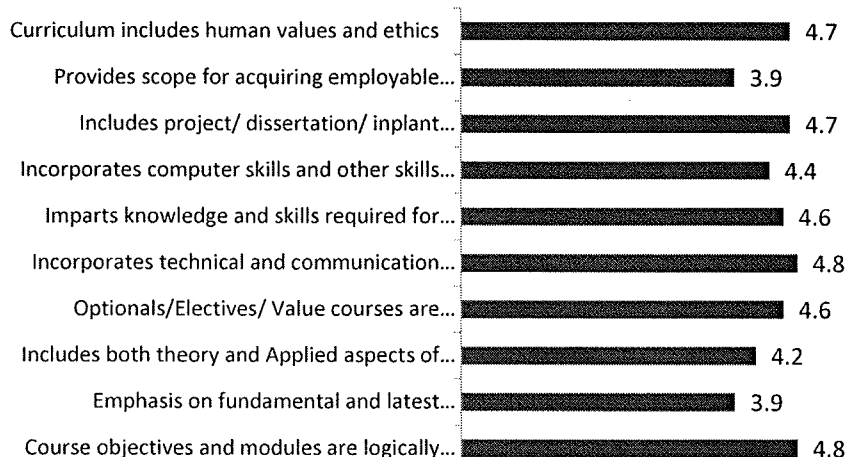 Curriculum includes human values and ethics 4.7
Provides scope for acquiring employable... 3.9
Includes project/ dissertation/ inplant... 4.7
Incorporates computer skills and other skills... 4.4
Imparts knowledge and skills required for... 4.6
Incorporates technical and communication... 4.8
Optionals/Electives/ Value courses are... 4.6
Includes both theory and Applied aspects of... 4.2
Emphasis on fundamental and latest... 3.9
Course objectives and modules are logically... 4.8